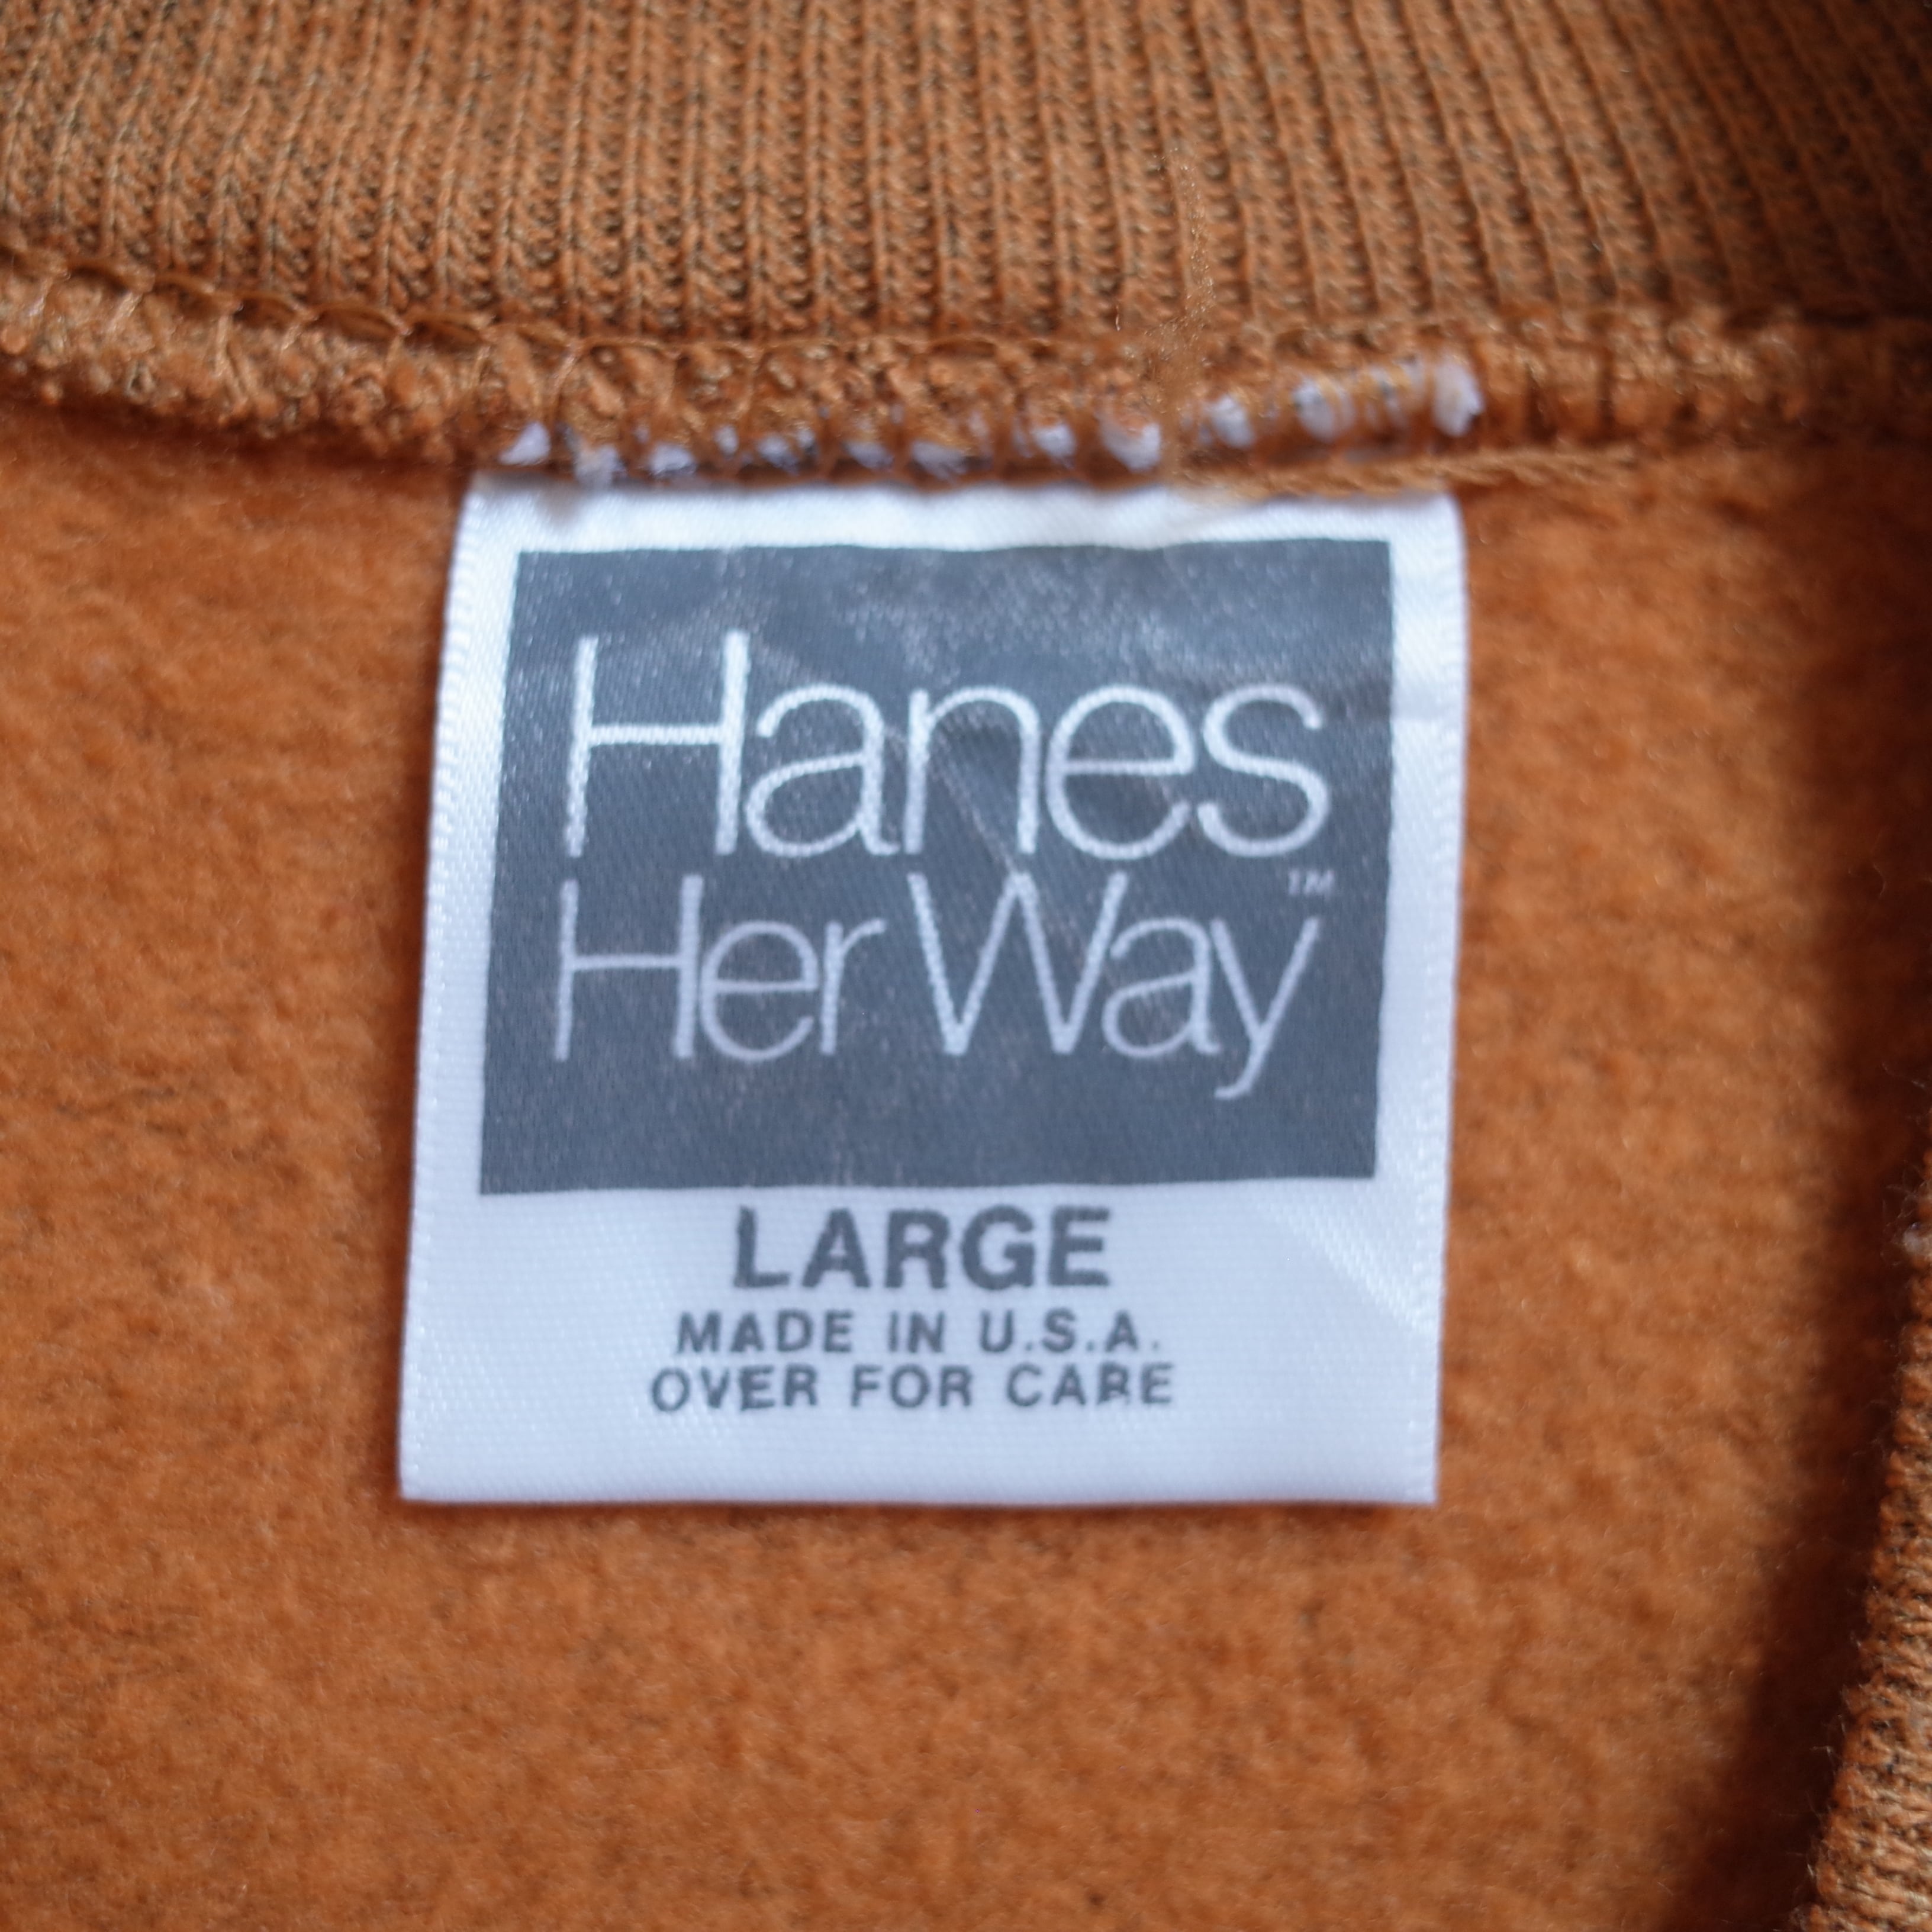 Hanes
Her Way™
LARGE
MADE IN U.S.A.
OVER FOR CARE